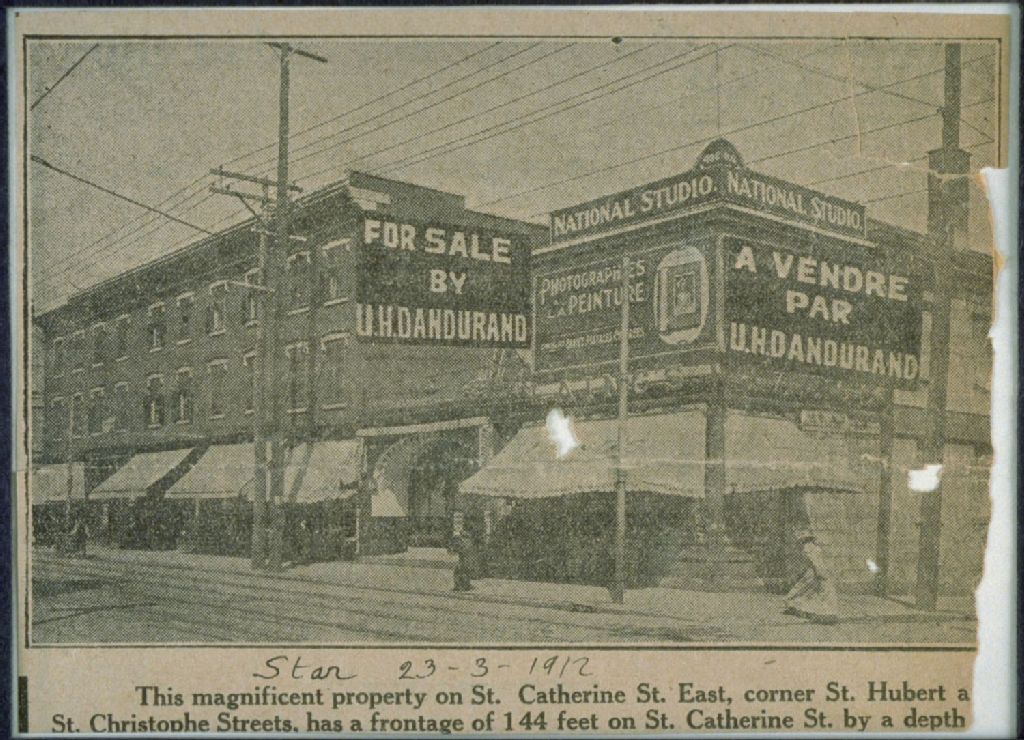 NATIONAL STUDIO.
NATIONAL STUDIO
FOR SALE
BY
U.H.DANDURAND
PHOTOGRAPHIES
PEINTURE
A VENDRE
PAR
U.H.DANDURAND
Star 23-3-1912
This magnificent property on St. Catherine St. East, corner St. Hubert a
St. Christophe Streets, has a frontage of 144 feet on St. Catherine St. by a depth